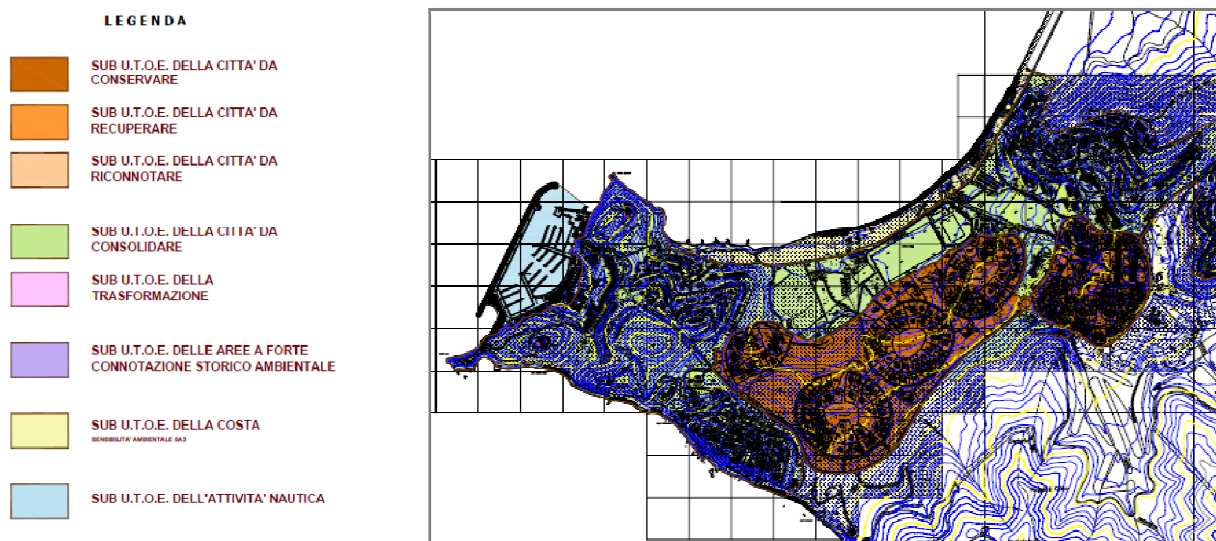 LEGENDA
SUB U.T.O.E. DELLA CITTA' DA
CONSERVARE
SUB U.T.O.E. DELLA CITTA' DA
RECUPERARE
SUB U.T.O.E. DELLA CITTA' DA
RICONNOTARE
SUB U.T.O.E. DELLA CITTA' DA
CONSOLIDARE
SUB U.T.O.E. DELLA
TRASFORMAZIONE
SUB U.T.O.E. DELLE AREE A FORTE
CONNOTAZIONE STORICO AMBIENTALE
SUB U.T.O.E. DELLA COSTA
SENSIBILITA' AMBIENTALE SA3
SUB U.T.O.E. DELL'ATTIVITA' NAUTICA